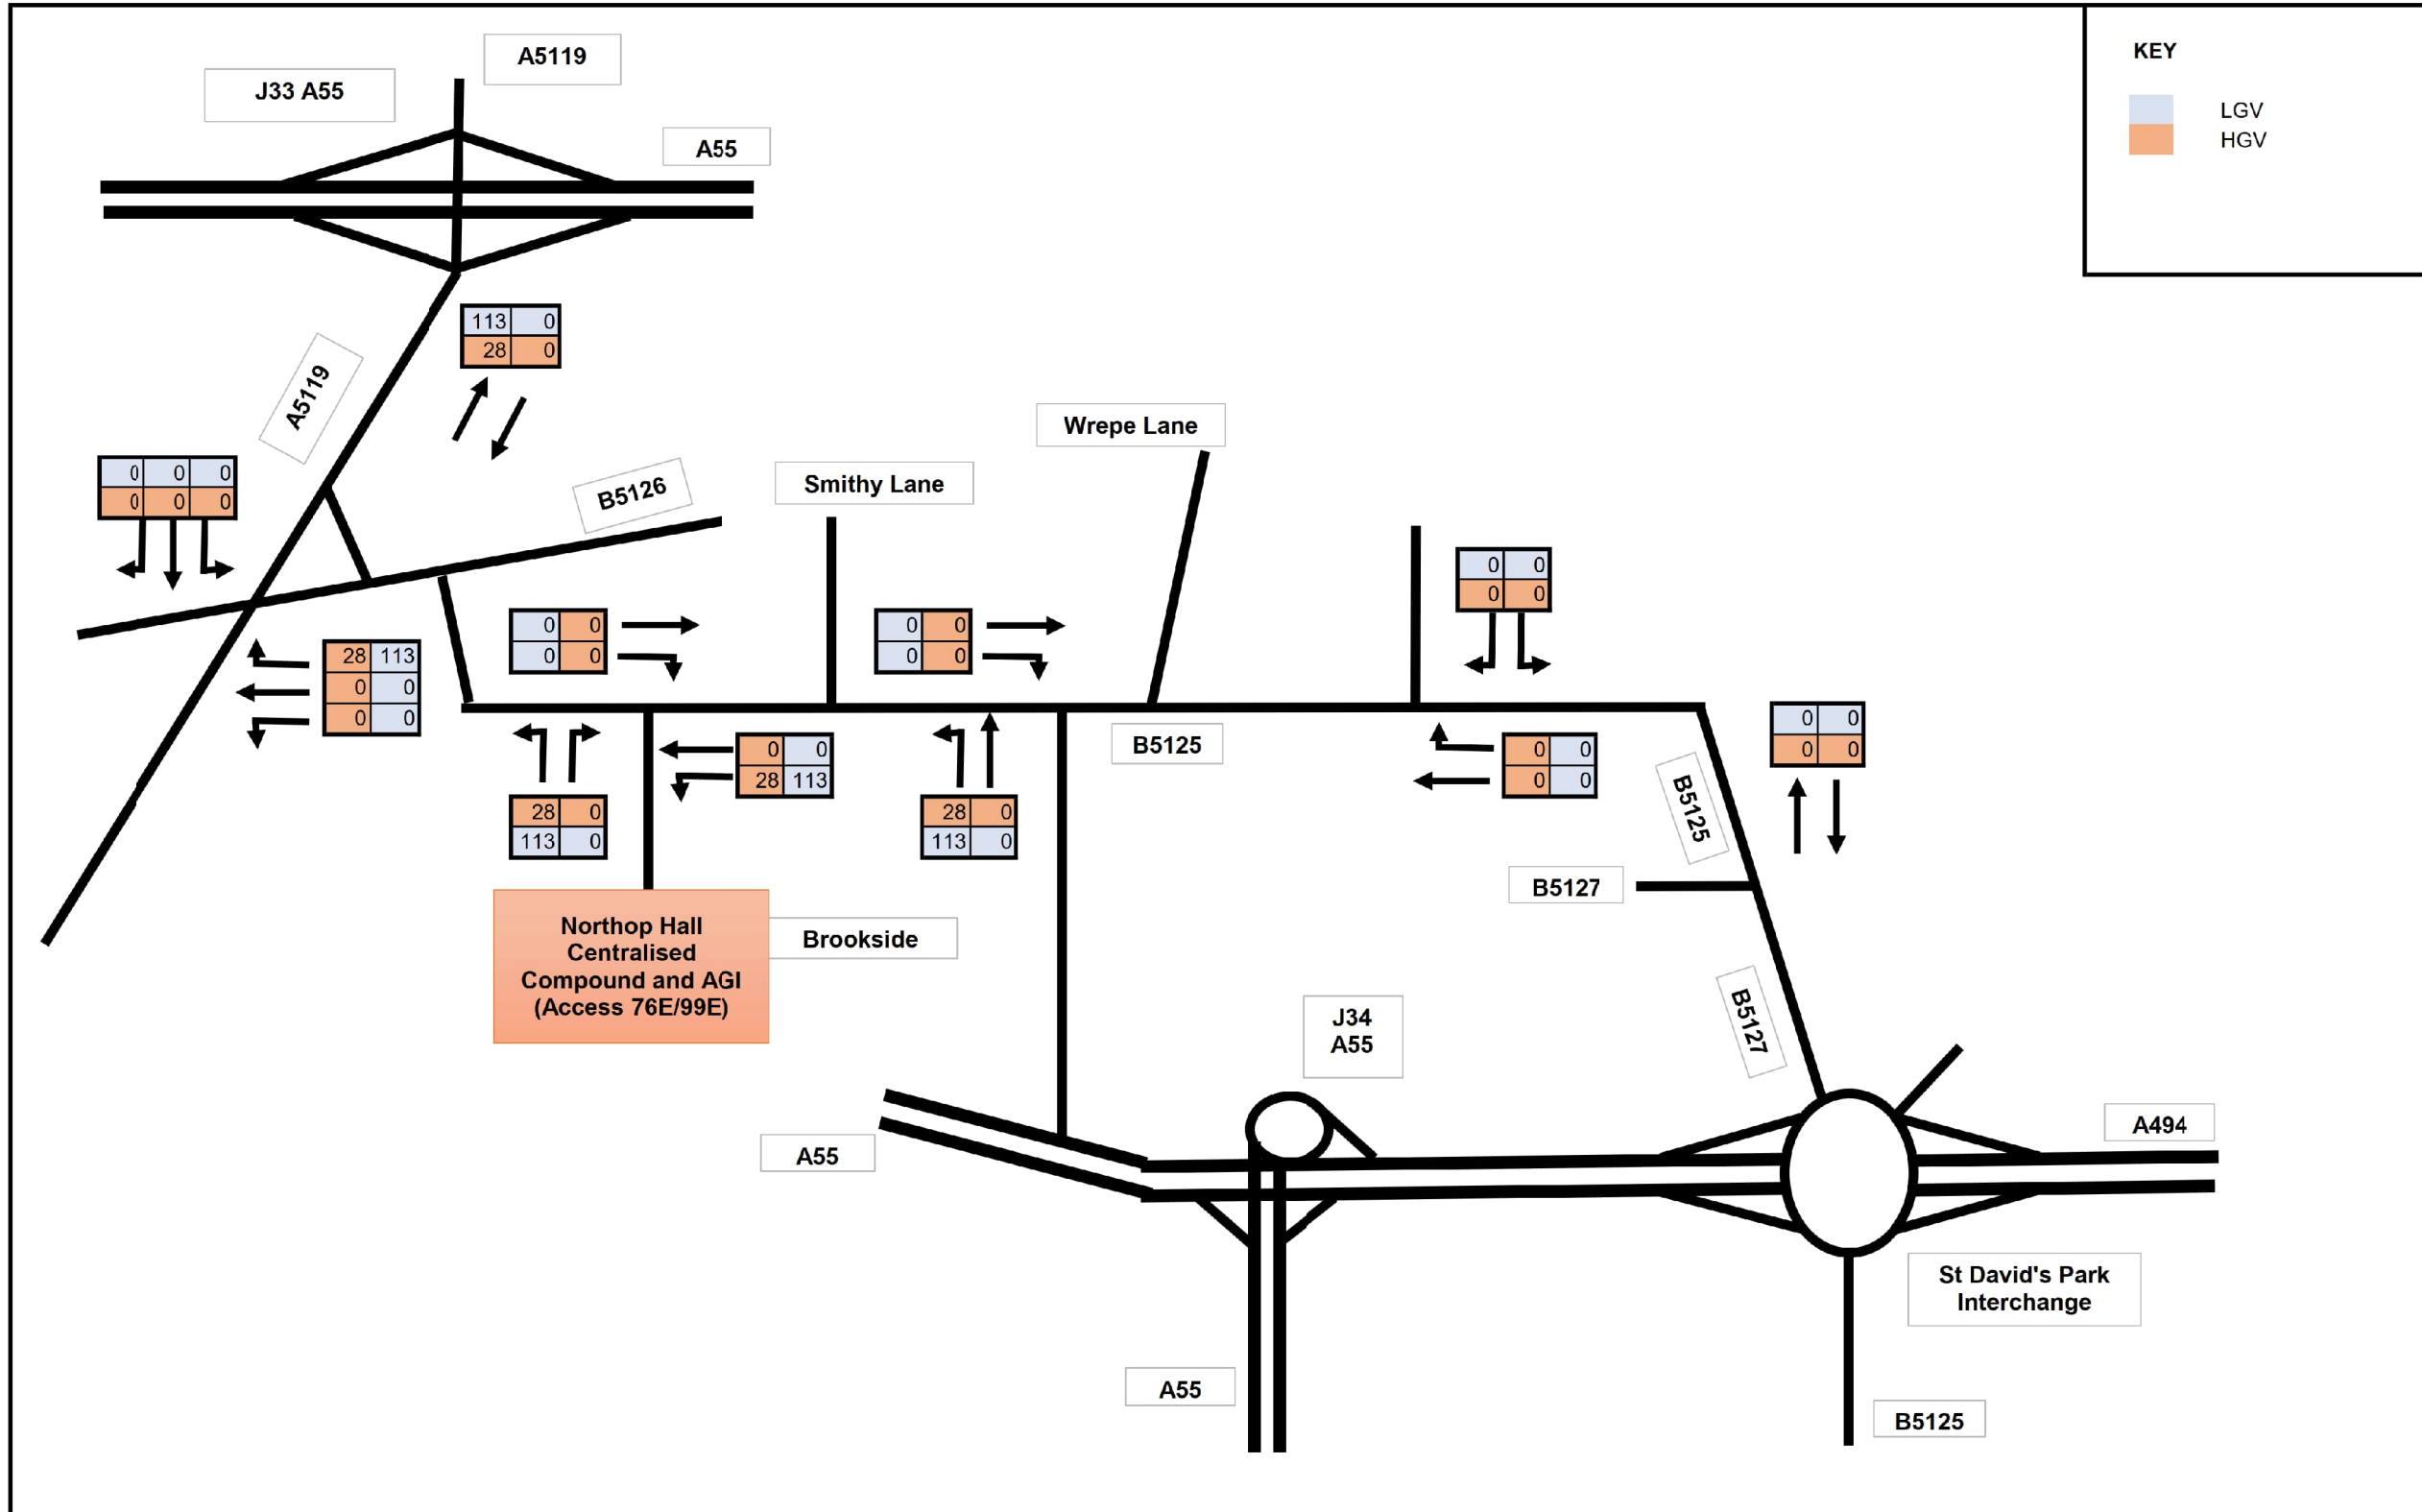 A5119
J33 A55
A55
KEY
LGV
HGV
113 0
28 0
A5119
0 0 0
0 0 0
B5126
Smithy Lane
Wrepe Lane
0 0
0 0
0 0
0 0
0 0
0 0
28 113
0 0
0 0
0 0
28 113
B5125
0 0
0 0
0 0
0 0
B5125
28 0
113 0
28 0
113 0
B5127
Northop Hall
Centralised
Compound and AGI
(Access 76E/99E)
Brookside
B5127
J34
A55
A494
A55
St David's Park
Interchange
A55
B5125